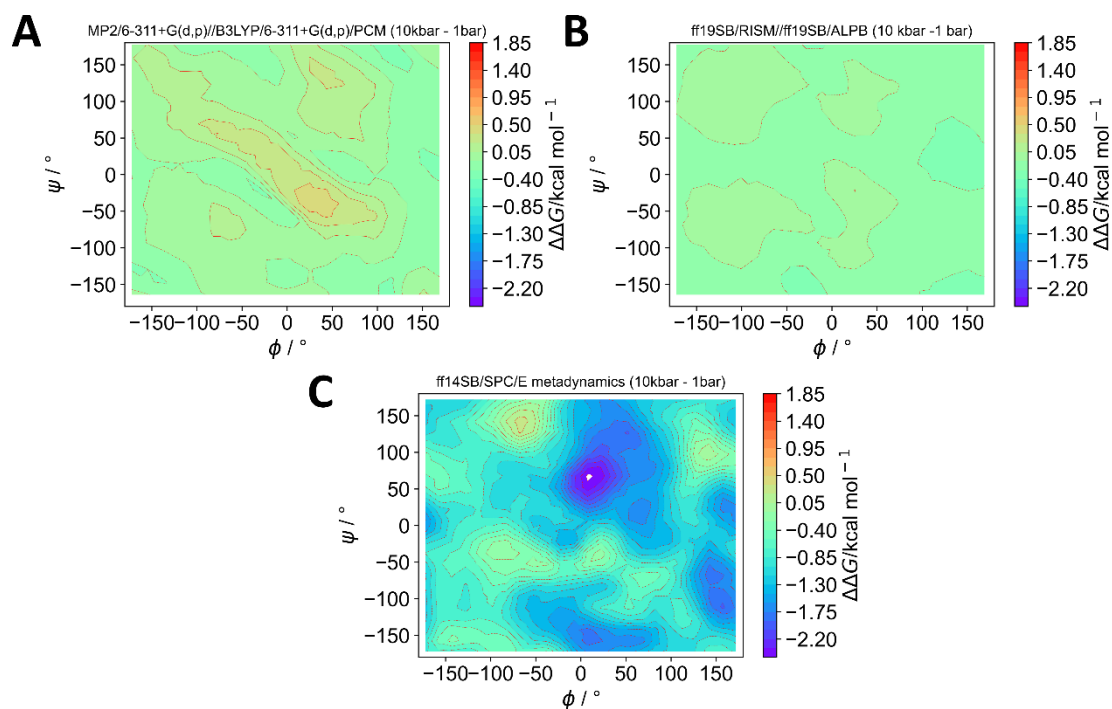 A
MP2/6-311+G(d,p)//B3LYP/6-311+G(d,p)/PCM (10kbar - 1bar)
150
100
50
0
−50
−100
−150
ψ / °
−150−100 −50 0 50 100 150
ϕ / °
1.85
1.40
0.95
0.50
0.05
−0.40
−0.85
−1.30
−1.75
−2.20
ΔΔG/kcal mol⁻¹
B
ff19SB/RISM//ff19SB/ALPB (10 kbar -1 bar)
150
100
50
0
−50
−100
−150
ψ / °
−150−100 −50 0 50 100 150
ϕ / °
1.85
1.40
0.95
0.50
0.05
−0.40
−0.85
−1.30
−1.75
−2.20
ΔΔG/kcal mol⁻¹
C
ff14SB/SPC/E metadynamics (10kbar - 1bar)
150
100
50
0
−50
−100
−150
ψ / °
−150−100 −50 0 50 100 150
ϕ / °
1.85
1.40
0.95
0.50
0.05
−0.40
−0.85
−1.30
−1.75
−2.20
ΔΔG/kcal mol⁻¹